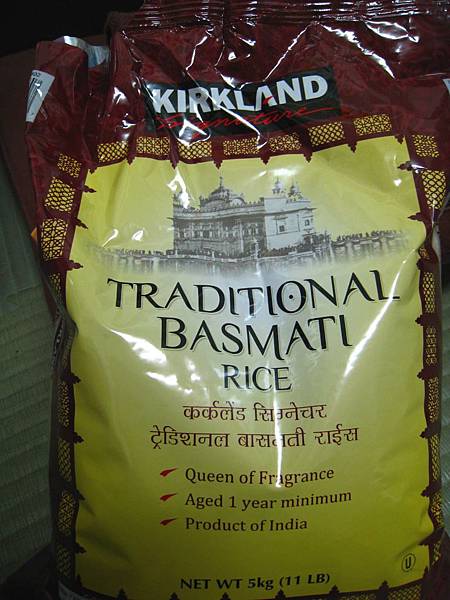 KIRKLAND
Signature
TRADITIONAL
BASMATI
RICE
कर्कलेंड सिग्नेचर
ट्रेडिशनल बासमती राईस
Queen of Fragrance
Aged 1 year minimum
Product of India
U
NET WT 5kg (11 LB)